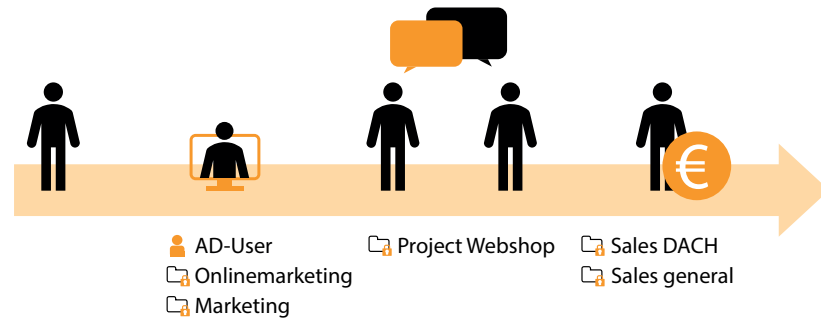 €
AD-User
Onlinemarketing
Marketing
Project Webshop
Sales DACH
Sales general